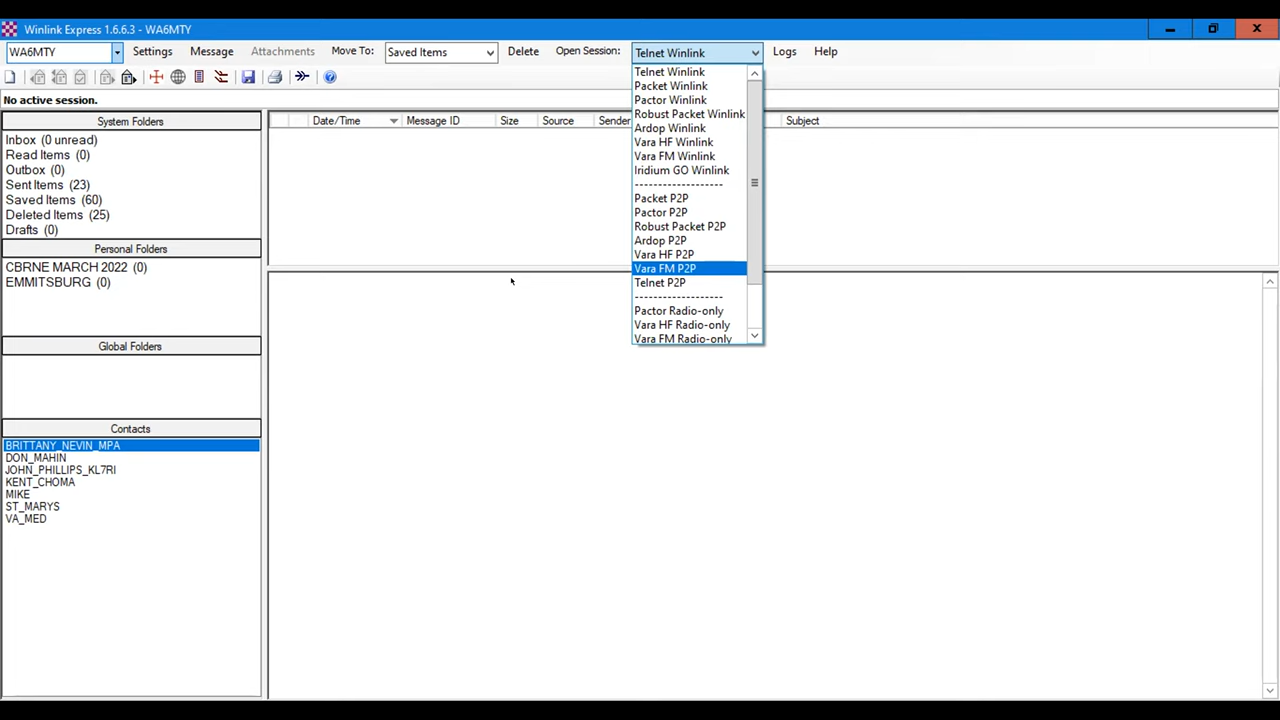 Winlink Express 1.6.6.3 - WA6MTY
WA6MTY Settings Message Attachments Move To: Saved Items Delete Open Session: Telnet Winlink Logs Help
No active session.
System Folders
Inbox (0 unread)
Read Items (0)
Outbox (0)
Sent Items (23)
Saved Items (60)
Deleted Items (25)
Drafts (0)
Personal Folders
CBRNE MARCH 2022 (0)
EMMITSBURG (0)
Global Folders
Contacts
BRITTANY_NEVIN_MPA
DON_MAHIN
JOHN_PHILLIPS_KL7RI
KENT_CHOMA
MIKE
ST_MARYS
VA_MED
Date/Time Message ID Size Source Sender Subject
Telnet Winlink
Packet Winlink
Pactor Winlink
Robust Packet Winlink
Ardop Winlink
Vara HF Winlink
Vara FM Winlink
Iridium GO Winlink
-------------------
Packet P2P
Pactor P2P
Robust Packet P2P
Ardop P2P
Vara HF P2P
Vara FM P2P
Telnet P2P
-------------------
Pactor Radio-only
Vara HF Radio-only
Vara FM Radio-only